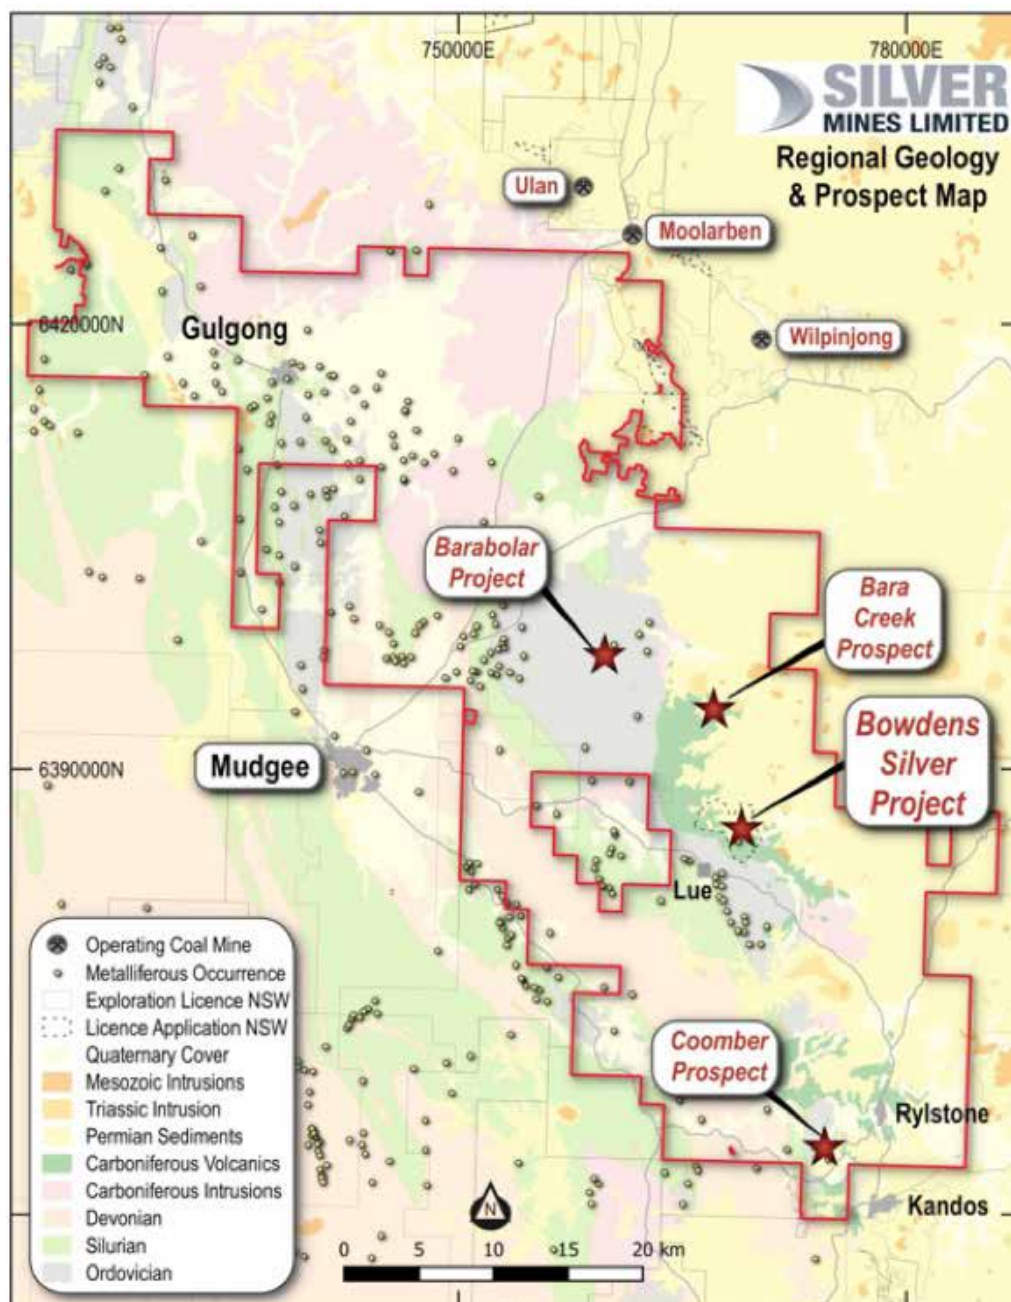 750000E
780000E
SILVER
MINES LIMITED
Regional Geology
& Prospect Map
Ulan
Moolarben
6420000N
Gulgong
Wilpinjong
Barabolar
Project
Bara
Creek
Prospect
Bowdens
Silver
Project
Mudgee
6390000N
Lue
Operating Coal Mine
Metalliferous Occurrence
Exploration Licence NSW
Licence Application NSW
Quaternary Cover
Mesozoic Intrusions
Triassic Intrusion
Permian Sediments
Carboniferous Volcanics
Carboniferous Intrusions
Devonian
Silurian
Ordovician
Coomber
Prospect
Rylstone
Kandos
N
0 5 10 15 20 km